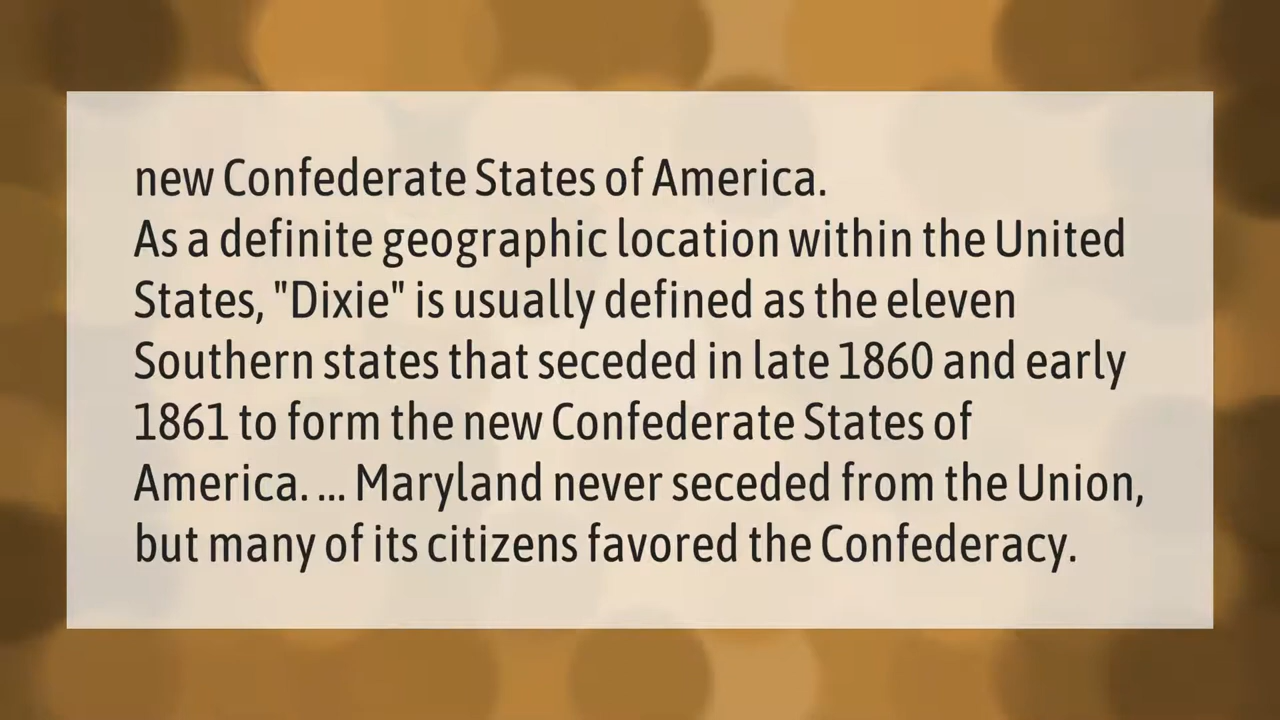 new Confederate States of America.
As a definite geographic location within the United
States, "Dixie" is usually defined as the eleven
Southern states that seceded in late 1860 and early
1861 to form the new Confederate States of
America. ... Maryland never seceded from the Union,
but many of its citizens favored the Confederacy.